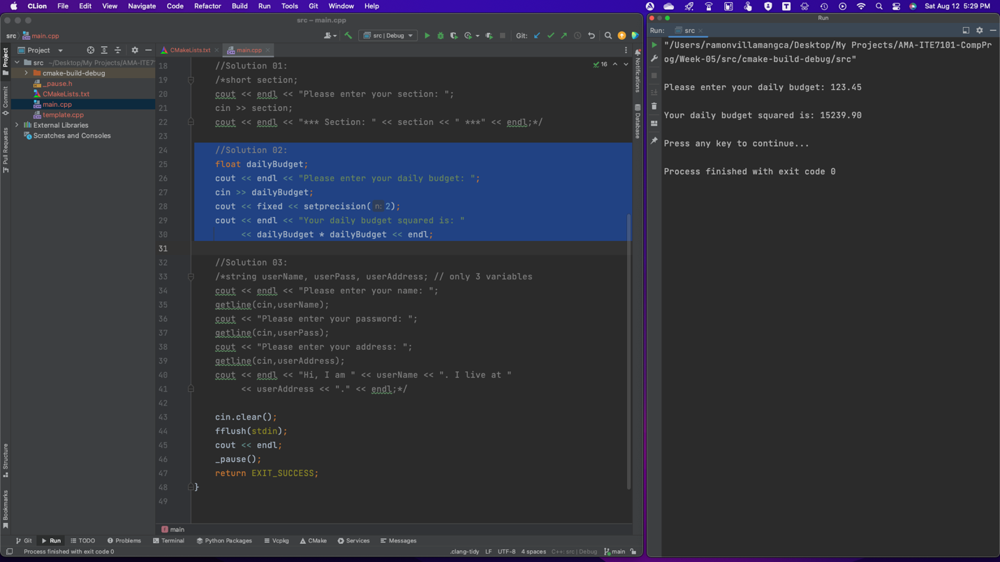 CLion File Edit View Navigate Code Refactor Build Run Tools Git Window Help
Sat Aug 12 5:29 PM
src – main.cpp
src main.cpp
src | Debug
Git:
Project
CMakeLists.txt
main.cpp
src ~/Desktop/My Projects/AMA-ITE7
cmake-build-debug
_pause.h
CMakeLists.txt
main.cpp
template.cpp
External Libraries
Scratches and Consoles
Project
Commit
Pull Requests
Structure
Bookmarks
16
18 //Solution 01:
19 /*short section;
20 cout << endl << "Please enter your section: ";
21 cin >> section;
22 cout << endl << "*** Section: " << section << " ***" << endl;*/
23
24 //Solution 02:
25 float dailyBudget;
26 cout << endl << "Please enter your daily budget: ";
27 cin >> dailyBudget;
28 cout << fixed << setprecision( n: 2);
29 cout << endl << "Your daily budget squared is: "
30 << dailyBudget * dailyBudget << endl;
31
32 //Solution 03:
33 /*string userName, userPass, userAddress; // only 3 variables
34 cout << endl << "Please enter your name: ";
35 getline(cin,userName);
36 cout << "Please enter your password: ";
37 getline(cin,userPass);
38 cout << "Please enter your address: ";
39 getline(cin,userAddress);
40 cout << endl << "Hi, I am " << userName << ". I live at "
41 << userAddress << "." << endl;*/
42
43 cin.clear();
44 fflush(stdin);
45 cout << endl;
46 _pause();
47 return EXIT_SUCCESS;
48 }
49
f main
Notifications
Database
Git Run TODO Problems Terminal Python Packages Vcpkg CMake Services Messages
Process finished with exit code 0
.clang-tidy LF UTF-8 4 spaces C++: src | Debug main
Run
Run: src
"/Users/ramonvillamangca/Desktop/My Projects/AMA-ITE7101-CompPr
og/Week-05/src/cmake-build-debug/src"
Please enter your daily budget: 123.45
Your daily budget squared is: 15239.90
Press any key to continue...
Process finished with exit code 0